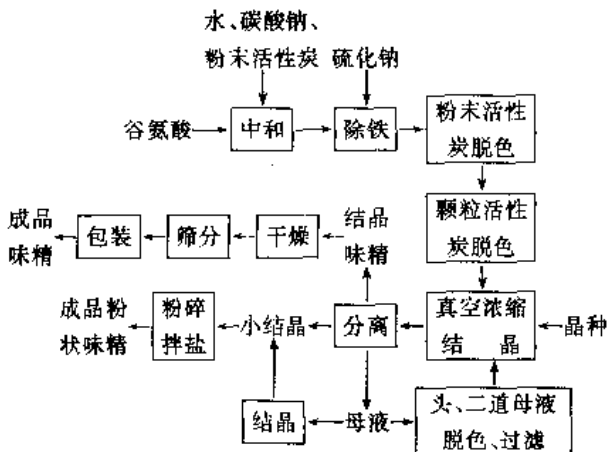 水、碳酸钠、
粉末活性炭 硫化钠
谷氨酸
中和
除铁
粉末活性
炭脱色
颗粒活性
炭脱色
成品
味精
包装
筛分
干燥
结晶
味精
成品粉
状味精
粉碎
拌盐
小结晶
分离
真空浓缩
结 晶
晶种
结晶
母液
头、二道母液
脱色、过滤